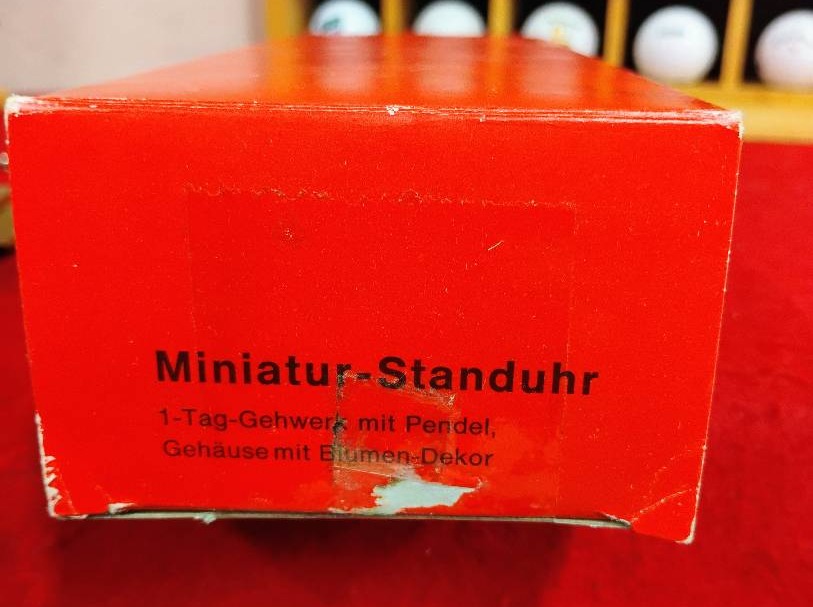 Miniatur-Standuhr
1-Tag-Gehwerk mit Pendel,
Gehäuse mit Blumen-Dekor